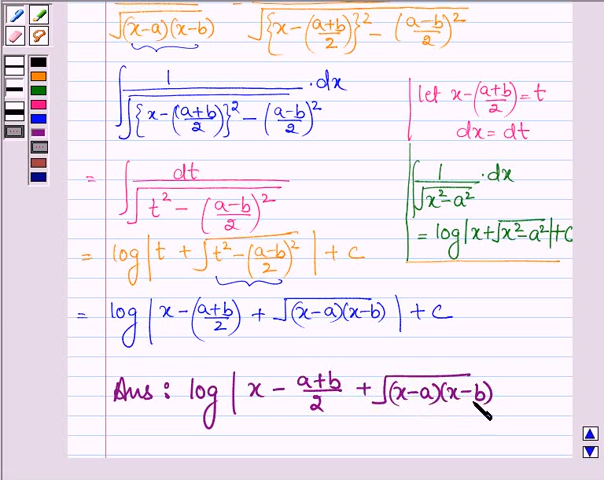 √(x-a)(x-b) √{x-(a+b/2)}² - (a-b/2)²
∫ 1/√{x-(a+b/2)}² - (a-b/2)² · dx
let x-(a+b/2) = t
dx = dt
= ∫ dt/√t² - (a-b/2)²
∫ 1/√x²-a² · dx
= log|x+√x²-a²|+c
= log|t + √t² - (a-b/2)²| + c
= log|x - (a+b/2) + √(x-a)(x-b)| + c
Ans : log|x - a+b/2 + √(x-a)(x-b)